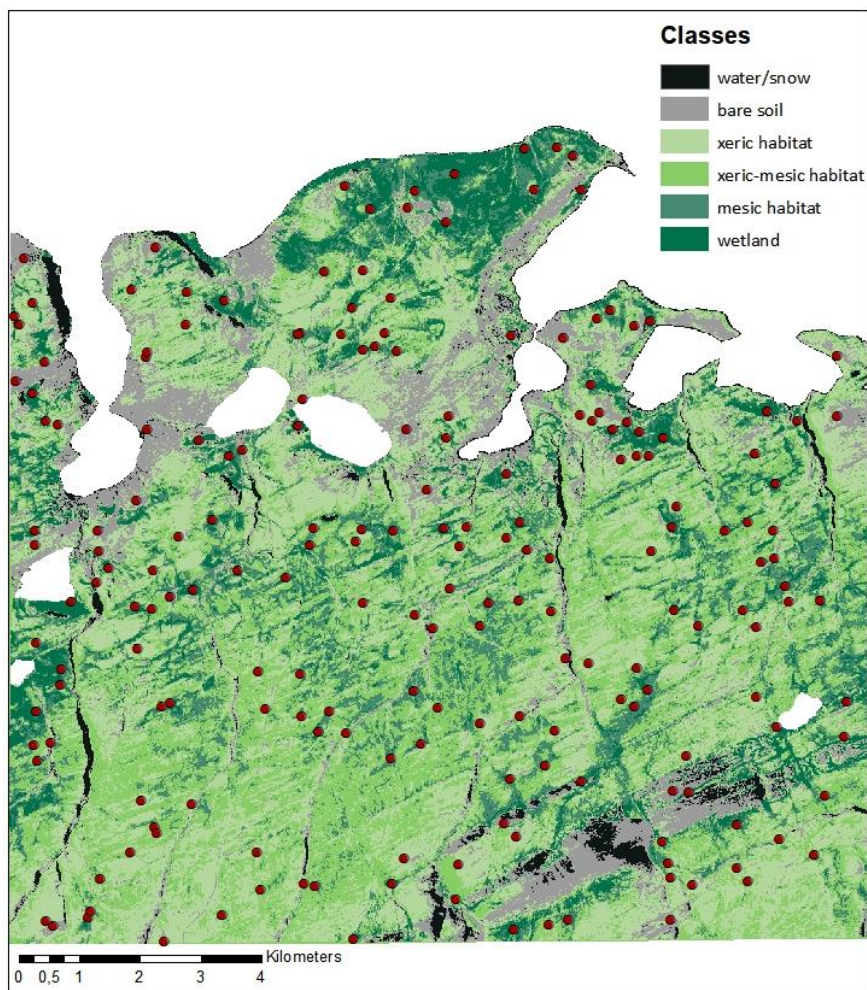 Classes
water/snow
bare soil
xeric habitat
xeric-mesic habitat
mesic habitat
wetland
Kilometers
0 0,5 1 2 3 4